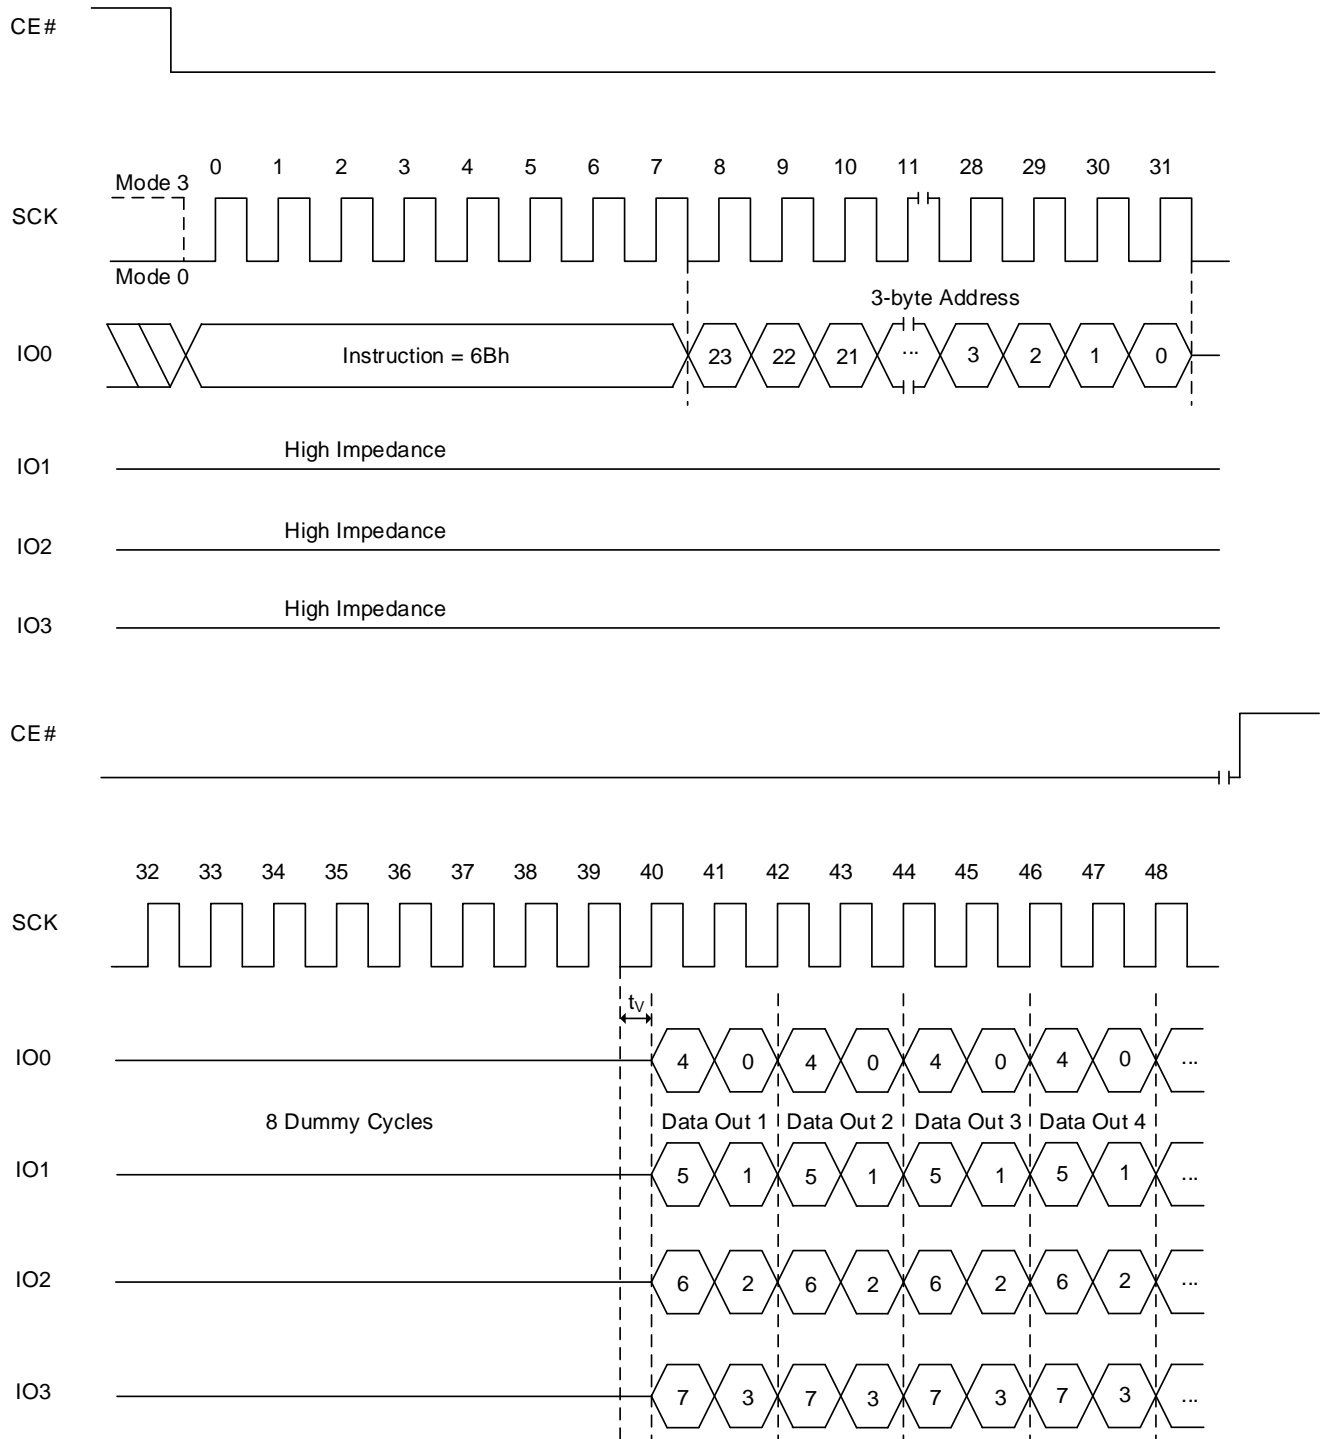 CE#
0 1 2 3 4 5 6 7 8 9 10 11 28 29 30 31
Mode 3
SCK
Mode 0
3-byte Address
IO0 Instruction = 6Bh 23 22 21 ... 3 2 1 0
High Impedance
IO1
High Impedance
IO2
High Impedance
IO3
CE#
32 33 34 35 36 37 38 39 40 41 42 43 44 45 46 47 48
SCK
tV
IO0 4 0 4 0 4 0 4 0 ...
8 Dummy Cycles Data Out 1 Data Out 2 Data Out 3 Data Out 4
IO1 5 1 5 1 5 1 5 1 ...
IO2 6 2 6 2 6 2 6 2 ...
IO3 7 3 7 3 7 3 7 3 ...